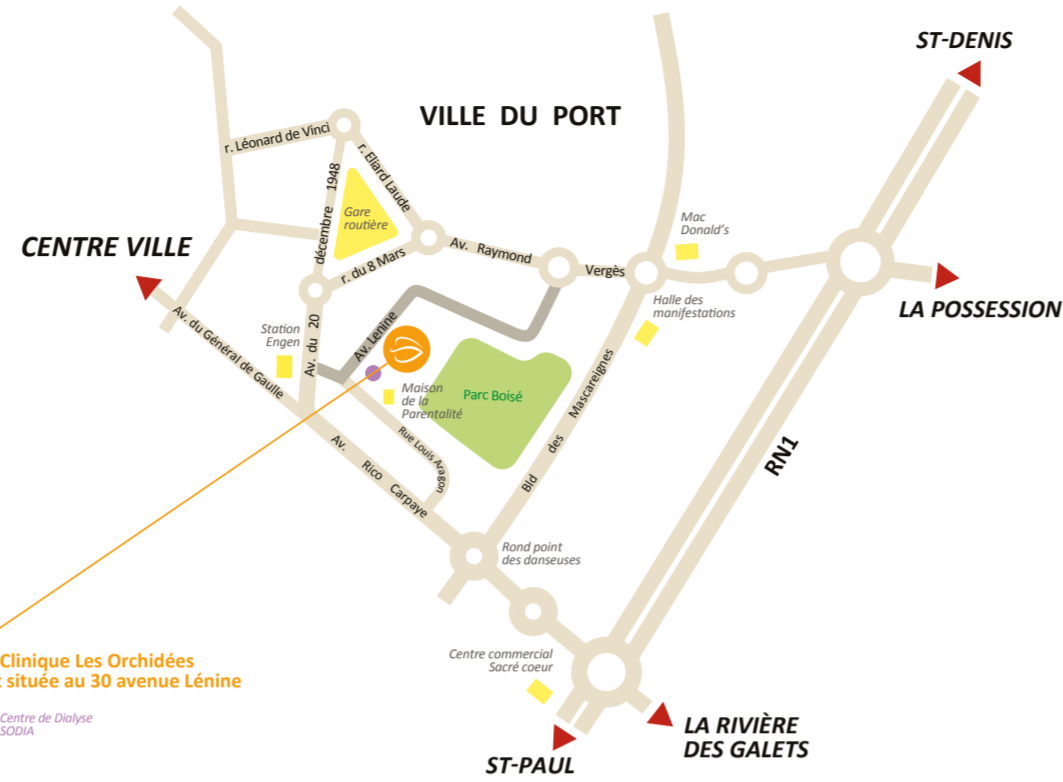 ST-DENIS
VILLE DU PORT
r. Léonard de Vinci
r. Eliard Laude
décembre 1948
Gare
routière
Mac
Donald's
CENTRE VILLE
r. du 8 Mars
Av. Raymond
Vergès
LA POSSESSION
Halle des
manifestations
Av. du Général de Gaulle
Station
Engen
Av. du 20
Av. Lenine
Maison
de la
Parentalité
Parc Boisé
Bld des Mascareignes
Rue Louis Aragon
RN1
Av. Rico Carpaye
Rond point
des danseuses
Clinique Les Orchidées
située au 30 avenue Lénine
Centre commercial
Sacré coeur
Centre de Dialyse
SODIA
LA RIVIÈRE
DES GALETS
ST-PAUL